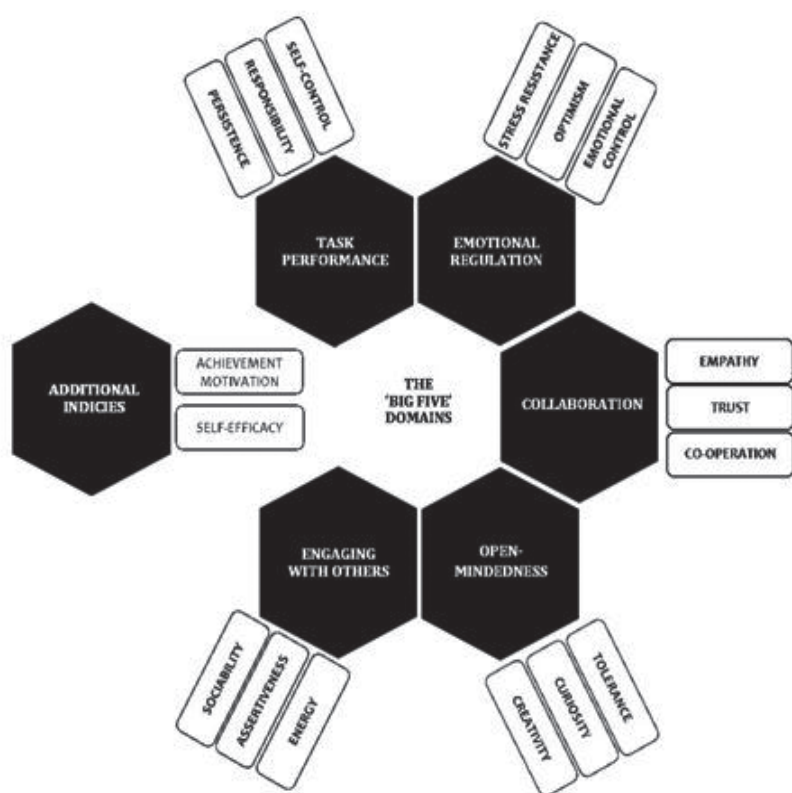 PERSISTENCE
RESPONSIBILITY
SELF-CONTROL
STRESS RESISTANCE
OPTIMISM
EMOTIONAL
CONTROL
TASK
PERFORMANCE
EMOTIONAL
REGULATION
ADDITIONAL
INDICIES
ACHIEVEMENT
MOTIVATION
SELF-EFFICACY
THE
'BIG FIVE'
DOMAINS
COLLABORATION
EMPATHY
TRUST
CO-OPERATION
ENGAGING
WITH OTHERS
OPEN-
MINDEDNESS
SOCIABILITY
ASSERTIVENESS
ENERGY
CREATIVITY
CURIOSITY
TOLERANCE